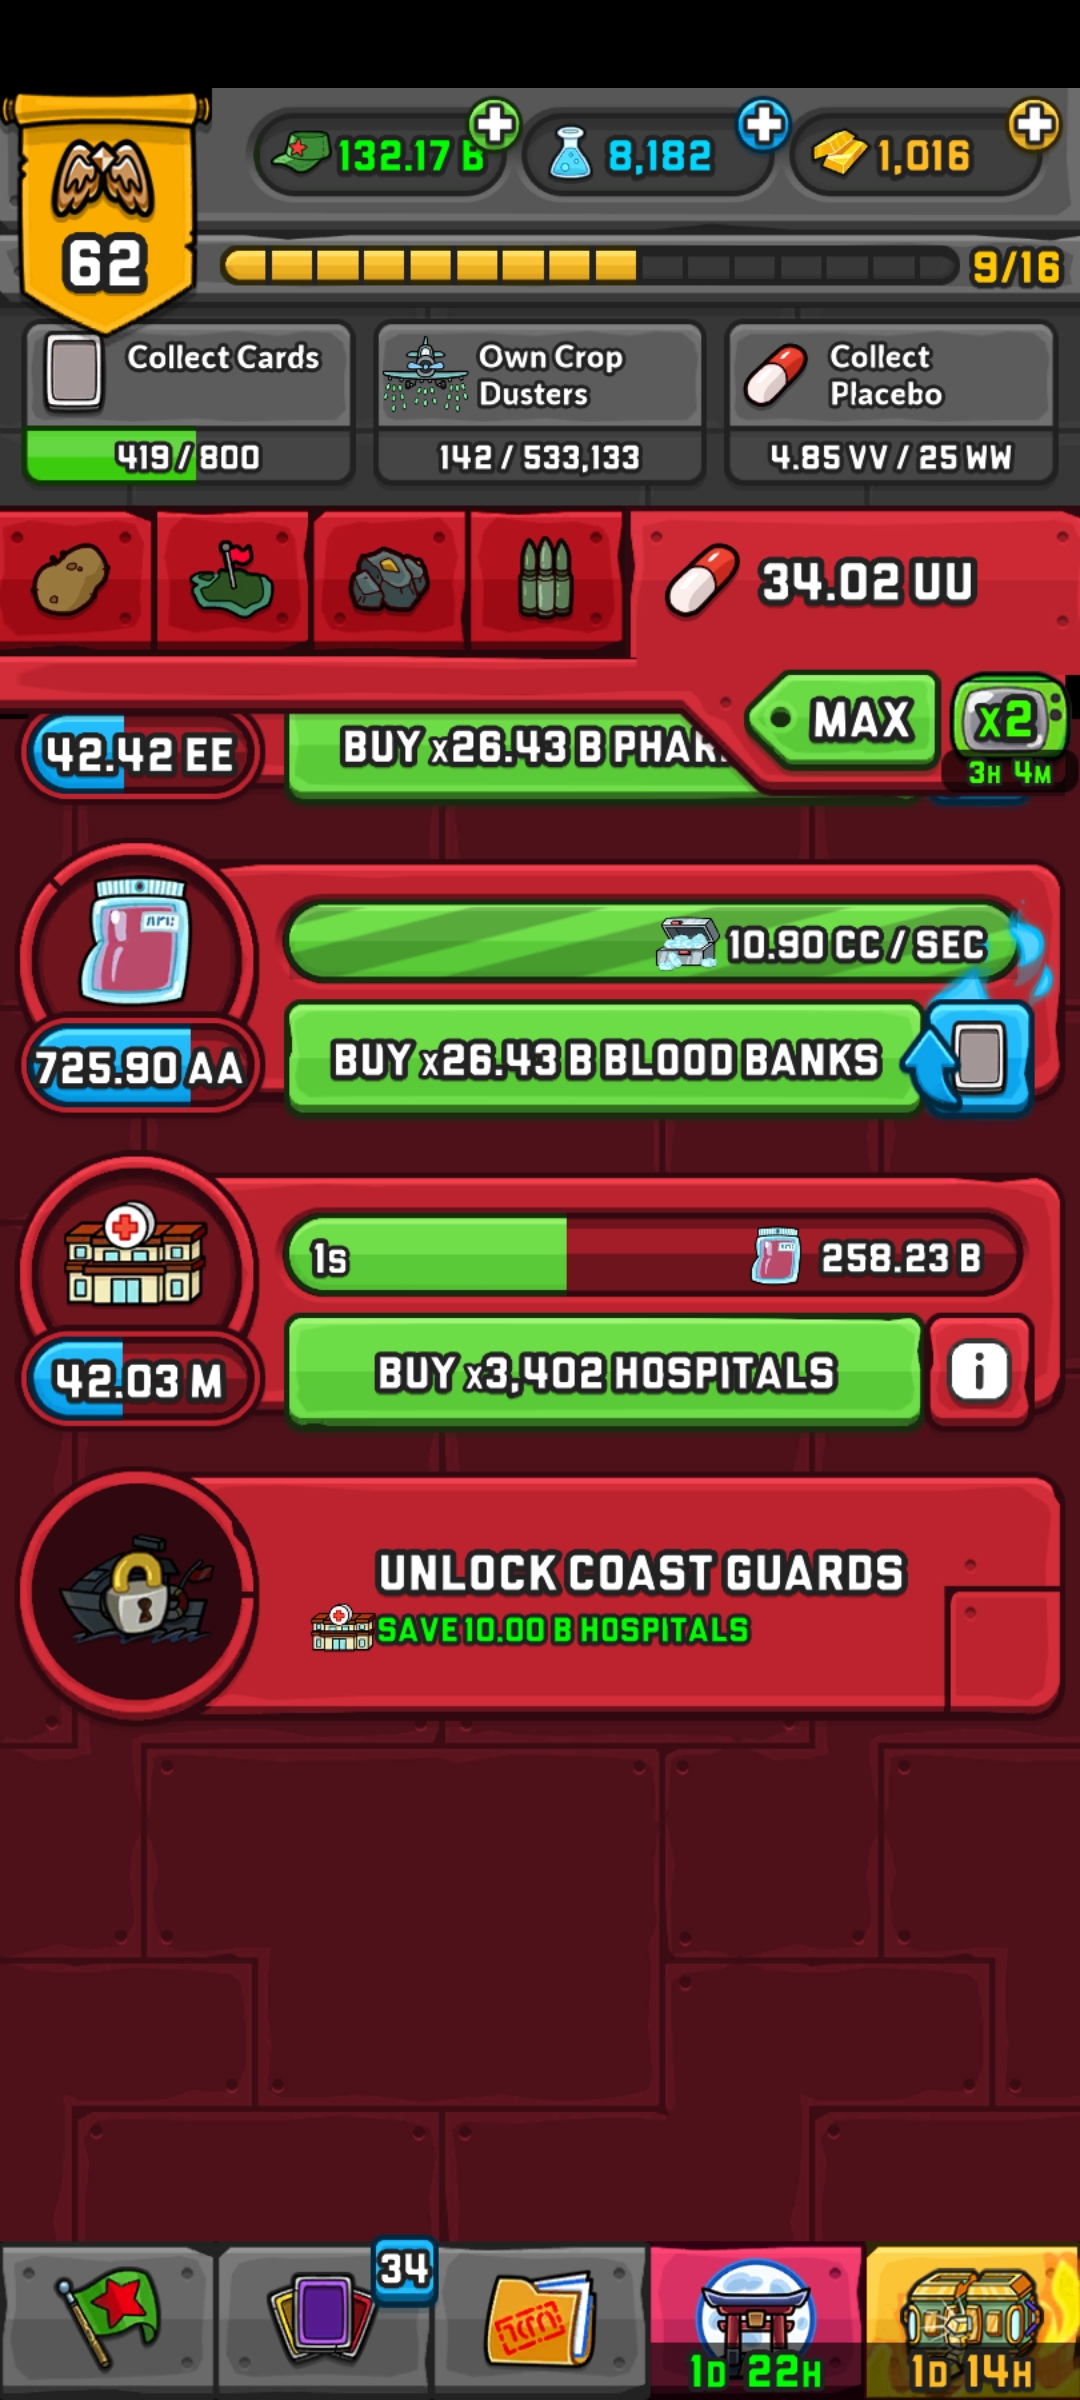 132.17 B
8,182
1,016
62
9/16
Collect Cards
419 / 800
Own Crop
Dusters
142 / 533,133
Collect
Placebo
4.85 VV / 25 WW
34.02 UU
MAX
x2
3H 4M
42.42 EE
BUY x26.43 B PHAR
10.90 CC / SEC
725.90 AA
BUY x26.43 B BLOOD BANKS
1s
258.23 B
42.03 M
BUY x3,402 HOSPITALS
i
UNLOCK COAST GUARDS
SAVE 10.00 B HOSPITALS
34
1D 22H
1D 14H